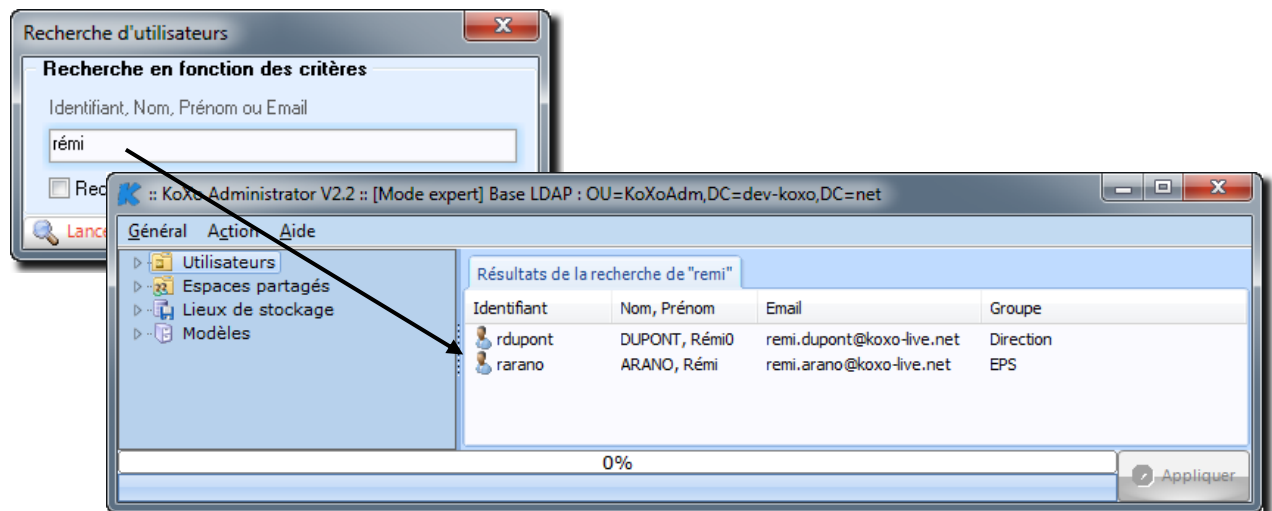 Recherche d'utilisateurs
Recherche en fonction des critères
Identifiant, Nom, Prénom ou Email
rémi
:: KoXo Administrator V2.2 :: [Mode expert] Base LDAP : OU=KoXoAdm,DC=dev-koxo,DC=net
Général Action Aide
Utilisateurs
Espaces partagés
Lieux de stockage
Modèles
Résultats de la recherche de "remi"
Identifiant Nom, Prénom Email Groupe
rdupont DUPONT, Rémi0 remi.dupont@koxo-live.net Direction
rarano ARANO, Rémi remi.arano@koxo-live.net EPS
0%
Appliquer